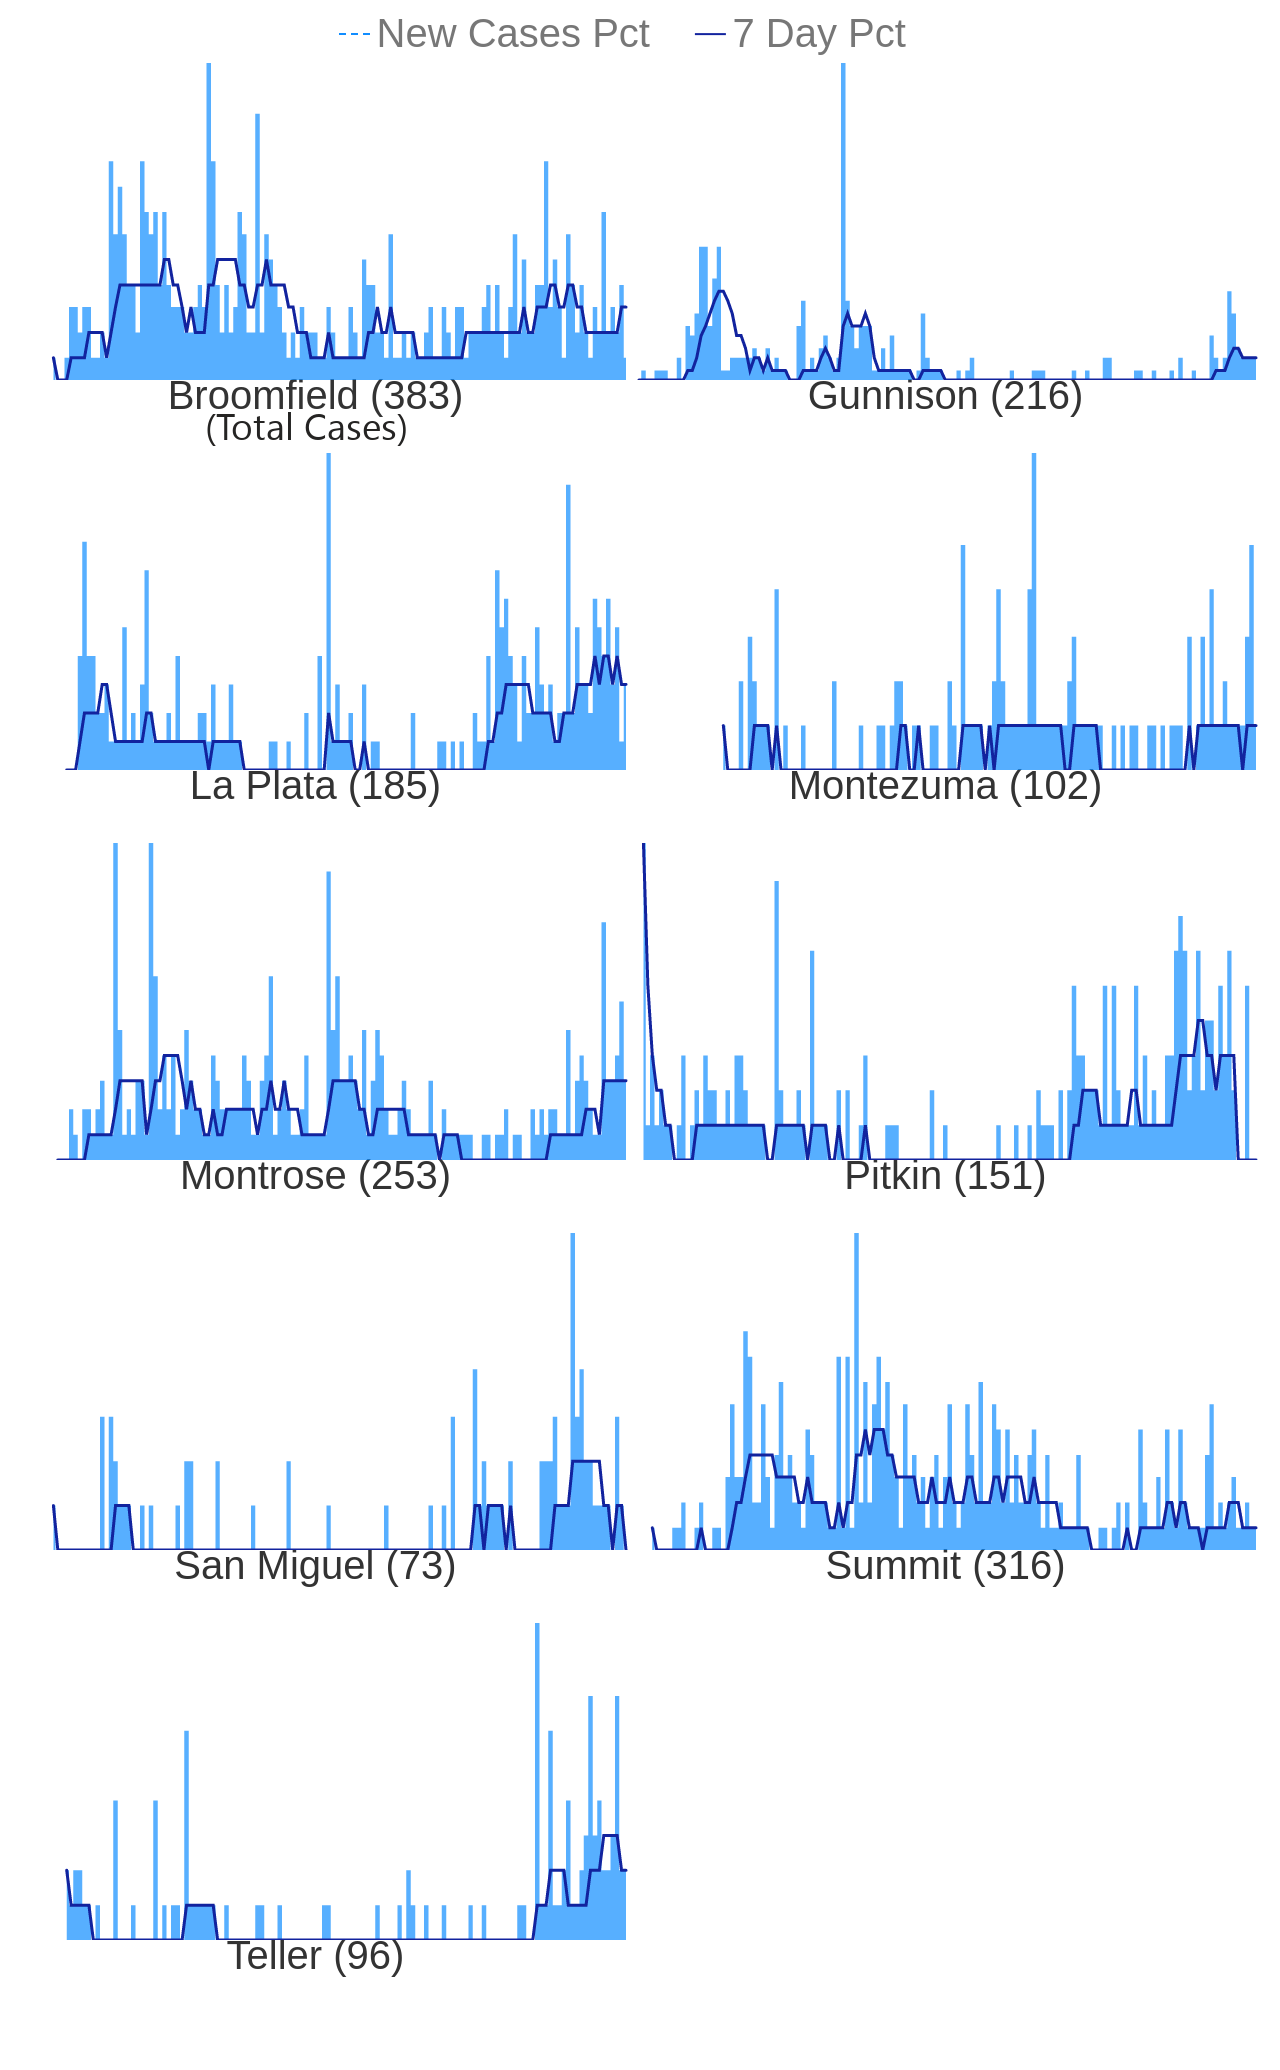 New Cases Pct 7 Day Pct
Broomfield (383) Gunnison (216)
(Total Cases)
La Plata (185) Montezuma (102)
Montrose (253) Pitkin (151)
San Miguel (73) Summit (316)
Teller (96)